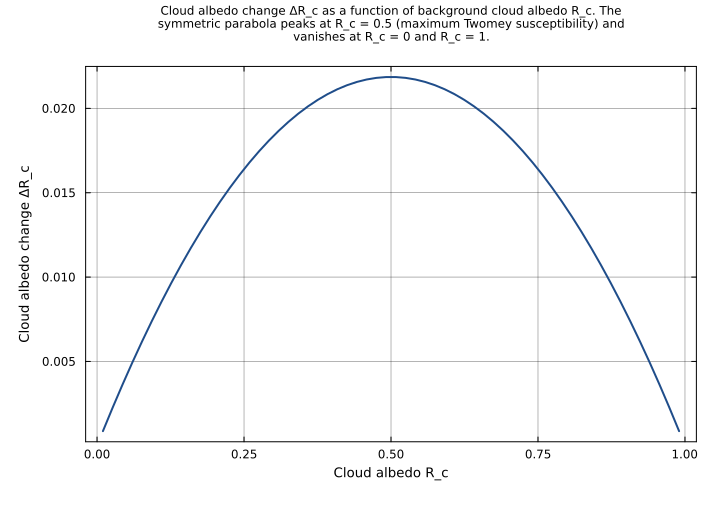 Cloud albedo change ΔR_c as a function of background cloud albedo R_c. The
symmetric parabola peaks at R_c = 0.5 (maximum Twomey susceptibility) and
vanishes at R_c = 0 and R_c = 1.
Cloud albedo change ΔR_c
0.020
0.015
0.010
0.005
0.00
0.25
0.50
0.75
1.00
Cloud albedo R_c